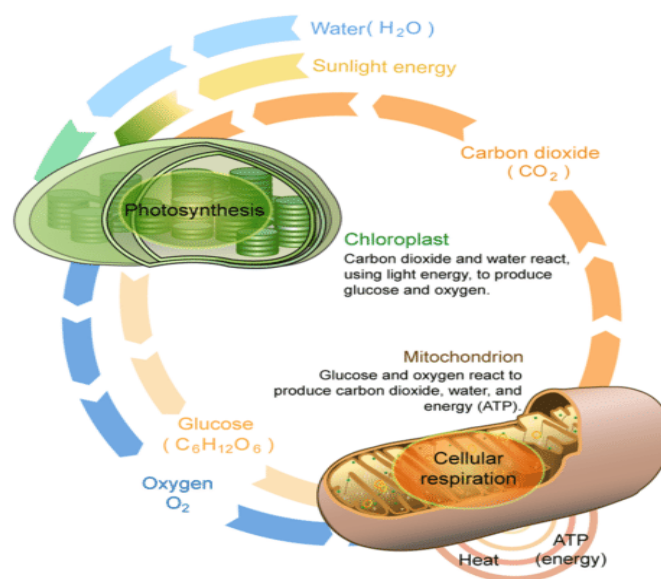 Water(H₂O)
Sunlight energy
Carbon dioxide
(CO₂)
Photosynthesis
Chloroplast
Carbon dioxide and water react,
using light energy, to produce
glucose and oxygen.
Mitochondrion
Glucose and oxygen react to
produce carbon dioxide, water, and
energy (ATP).
Glucose
(C₆H₁₂O₆)
Oxygen
O₂
Cellular
respiration
Heat
ATP
(energy)